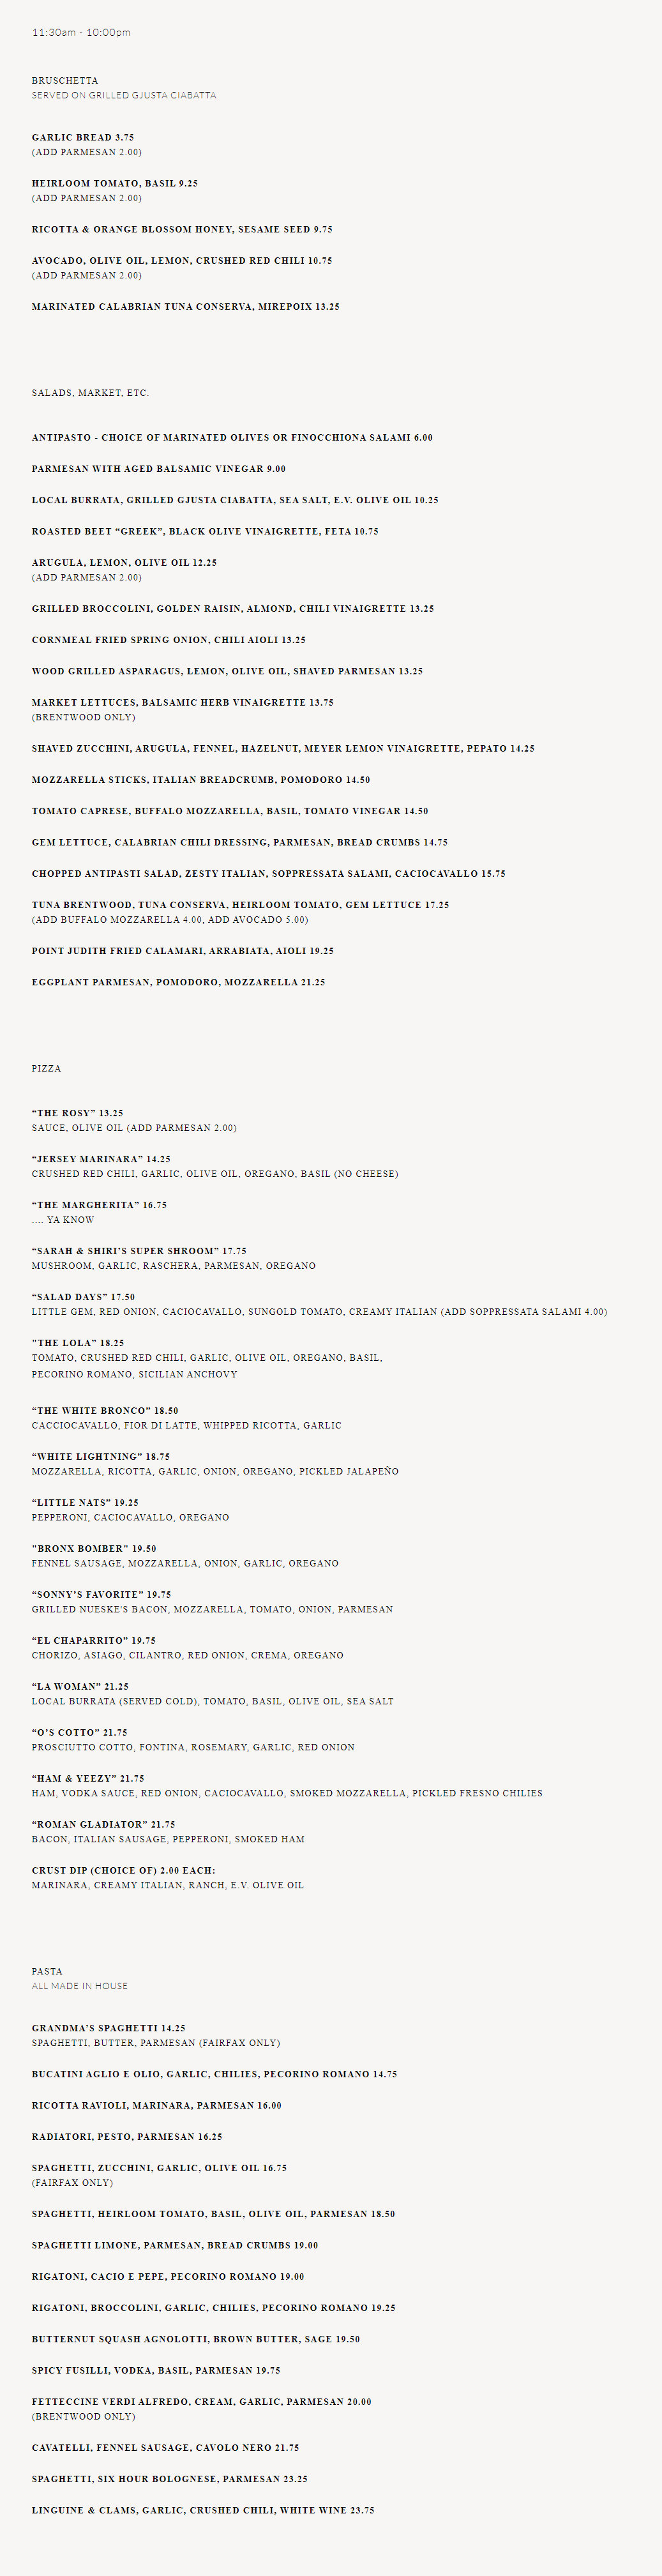 11:30am - 10:00pm
BRUSCHETTA
SERVED ON GRILLED GJUSTA CIABATTA
GARLIC BREAD 3.75
(ADD PARMESAN 2.00)
HEIRLOOM TOMATO, BASIL 9.25
(ADD PARMESAN 2.00)
RICOTTA & ORANGE BLOSSOM HONEY, SESAME SEED 9.75
AVOCADO, OLIVE OIL, LEMON, CRUSHED RED CHILI 10.75
(ADD PARMESAN 2.00)
MARINATED CALABRIAN TUNA CONSERVA, MIREPOIX 13.25
SALADS, MARKET, ETC.
ANTIPASTO - CHOICE OF MARINATED OLIVES OR FINOCCHIONA SALAMI 6.00
PARMESAN WITH AGED BALSAMIC VINEGAR 9.00
LOCAL BURRATA, GRILLED GJUSTA CIABATTA, SEA SALT, E.V. OLIVE OIL 10.25
ROASTED BEET “GREEK”, BLACK OLIVE VINAIGRETTE, FETA 10.75
ARUGULA, LEMON, OLIVE OIL 12.25
(ADD PARMESAN 2.00)
GRILLED BROCCOLINI, GOLDEN RAISIN, ALMOND, CHILI VINAIGRETTE 13.25
CORNMEAL FRIED SPRING ONION, CHILI AIOLI 13.25
WOOD GRILLED ASPARAGUS, LEMON, OLIVE OIL, SHAVED PARMESAN 13.25
MARKET LETTUCES, BALSAMIC HERB VINAIGRETTE 13.75
(BRENTWOOD ONLY)
SHAVED ZUCCHINI, ARUGULA, FENNEL, HAZELNUT, MEYER LEMON VINAIGRETTE, PEPATO 14.25
MOZZARELLA STICKS, ITALIAN BREADCRUMB, POMODORO 14.50
TOMATO CAPRESE, BUFFALO MOZZARELLA, BASIL, TOMATO VINEGAR 14.50
GEM LETTUCE, CALABRIAN CHILI DRESSING, PARMESAN, BREAD CRUMBS 14.75
CHOPPED ANTIPASTI SALAD, ZESTY ITALIAN, SOPPRESSATA SALAMI, CACIOCAVALLO 15.75
TUNA BRENTWOOD, TUNA CONSERVA, HEIRLOOM TOMATO, GEM LETTUCE 17.25
(ADD BUFFALO MOZZARELLA 4.00, ADD AVOCADO 5.00)
POINT JUDITH FRIED CALAMARI, ARRABIATA, AIOLI 19.25
EGGPLANT PARMESAN, POMODORO, MOZZARELLA 21.25
PIZZA
“THE ROSY” 13.25
SAUCE, OLIVE OIL (ADD PARMESAN 2.00)
“JERSEY MARINARA” 14.25
CRUSHED RED CHILI, GARLIC, OLIVE OIL, OREGANO, BASIL (NO CHEESE)
“THE MARGHERITA” 16.75
.... YA KNOW
“SARAH & SHIRI’S SUPER SHROOM” 17.75
MUSHROOM, GARLIC, RASCHERA, PARMESAN, OREGANO
“SALAD DAYS” 17.50
LITTLE GEM, RED ONION, CACIOCAVALLO, SUNGOLD TOMATO, CREAMY ITALIAN (ADD SOPPRESSATA SALAMI 4.00)
"THE LOLA” 18.25
TOMATO, CRUSHED RED CHILI, GARLIC, OLIVE OIL, OREGANO, BASIL,
PECORINO ROMANO, SICILIAN ANCHOVY
“THE WHITE BRONCO” 18.50
CACCIOCAVALLO, FIOR DI LATTE, WHIPPED RICOTTA, GARLIC
“WHITE LIGHTNING” 18.75
MOZZARELLA, RICOTTA, GARLIC, ONION, OREGANO, PICKLED JALAPEÑO
“LITTLE NATS” 19.25
PEPPERONI, CACIOCAVALLO, OREGANO
"BRONX BOMBER" 19.50
FENNEL SAUSAGE, MOZZARELLA, ONION, GARLIC, OREGANO
“SONNY’S FAVORITE” 19.75
GRILLED NUESKE'S BACON, MOZZARELLA, TOMATO, ONION, PARMESAN
“EL CHAPARRITO” 19.75
CHORIZO, ASIAGO, CILANTRO, RED ONION, CREMA, OREGANO
“LA WOMAN” 21.25
LOCAL BURRATA (SERVED COLD), TOMATO, BASIL, OLIVE OIL, SEA SALT
“O’S COTTO” 21.75
PROSCIUTTO COTTO, FONTINA, ROSEMARY, GARLIC, RED ONION
“HAM & YEEZY” 21.75
HAM, VODKA SAUCE, RED ONION, CACIOCAVALLO, SMOKED MOZZARELLA, PICKLED FRESNO CHILIES
“ROMAN GLADIATOR” 21.75
BACON, ITALIAN SAUSAGE, PEPPERONI, SMOKED HAM
CRUST DIP (CHOICE OF) 2.00 EACH:
MARINARA, CREAMY ITALIAN, RANCH, E.V. OLIVE OIL
PASTA
ALL MADE IN HOUSE
GRANDMA’S SPAGHETTI 14.25
SPAGHETTI, BUTTER, PARMESAN (FAIRFAX ONLY)
BUCATINI AGLIO E OLIO, GARLIC, CHILIES, PECORINO ROMANO 14.75
RICOTTA RAVIOLI, MARINARA, PARMESAN 16.00
RADIATORI, PESTO, PARMESAN 16.25
SPAGHETTI, ZUCCHINI, GARLIC, OLIVE OIL 16.75
(FAIRFAX ONLY)
SPAGHETTI, HEIRLOOM TOMATO, BASIL, OLIVE OIL, PARMESAN 18.50
SPAGHETTI LIMONE, PARMESAN, BREAD CRUMBS 19.00
RIGATONI, CACIO E PEPE, PECORINO ROMANO 19.00
RIGATONI, BROCCOLINI, GARLIC, CHILIES, PECORINO ROMANO 19.25
BUTTERNUT SQUASH AGNOLOTTI, BROWN BUTTER, SAGE 19.50
SPICY FUSILLI, VODKA, BASIL, PARMESAN 19.75
FETTECCINE VERDI ALFREDO, CREAM, GARLIC, PARMESAN 20.00
(BRENTWOOD ONLY)
CAVATELLI, FENNEL SAUSAGE, CAVOLO NERO 21.75
SPAGHETTI, SIX HOUR BOLOGNESE, PARMESAN 23.25
LINGUINE & CLAMS, GARLIC, CRUSHED CHILI, WHITE WINE 23.75